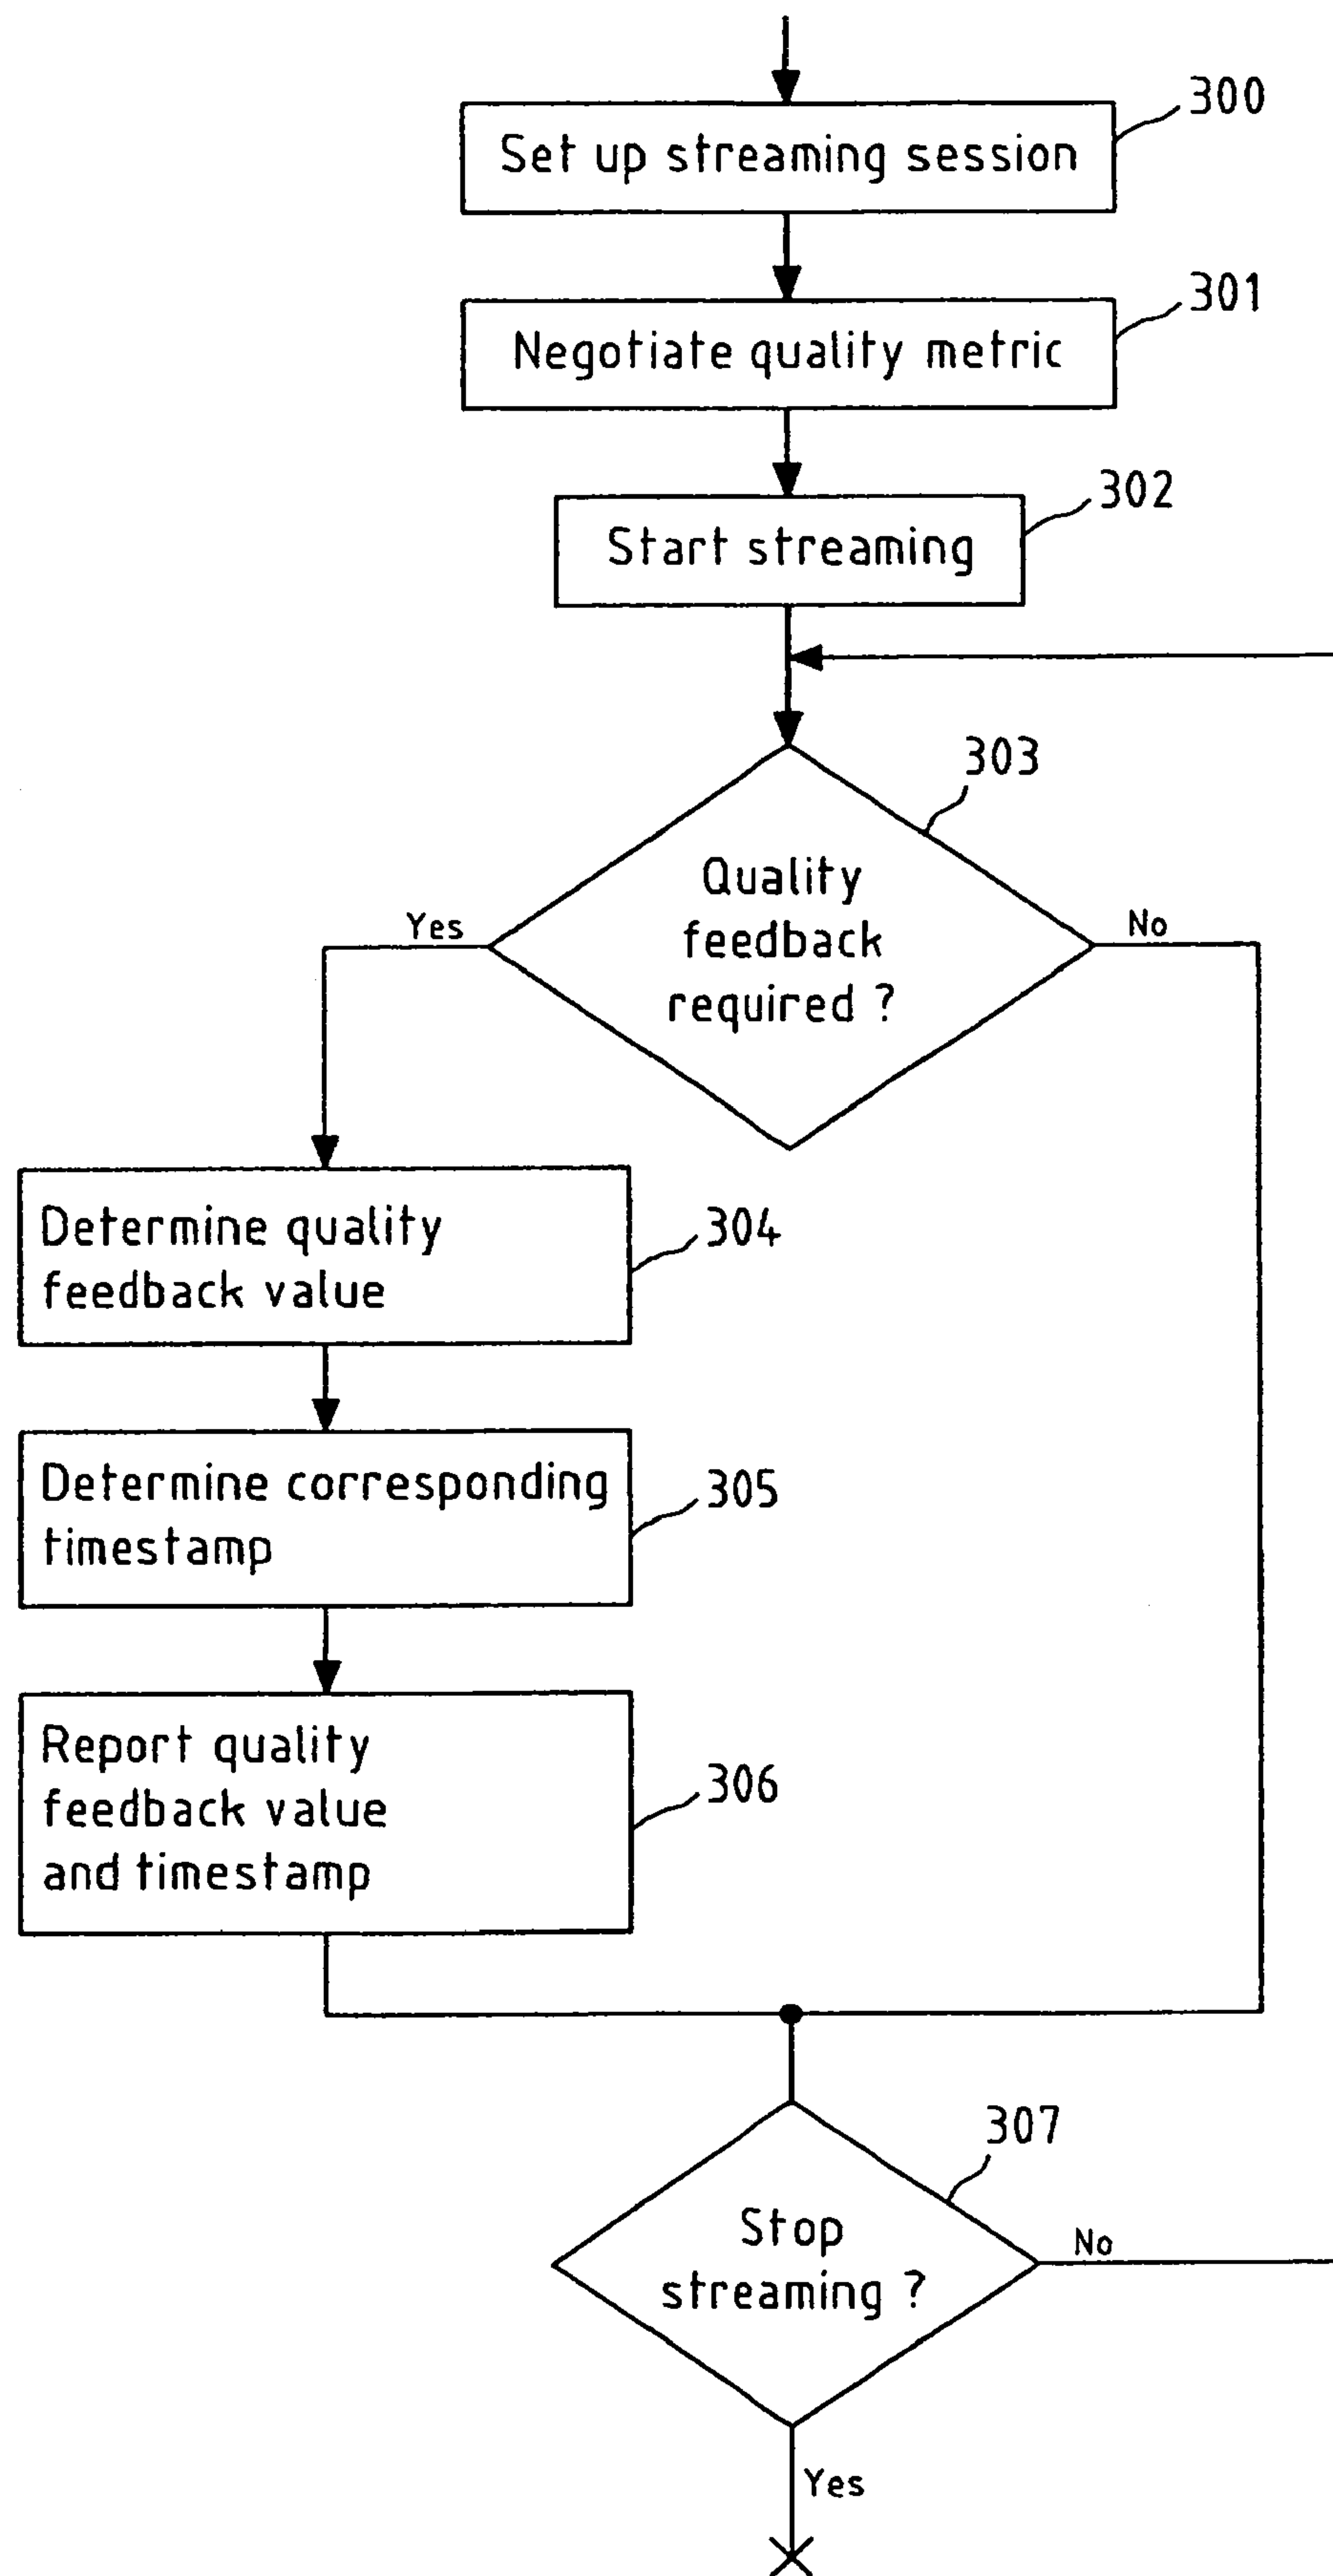 300
Set up streaming session
301
Negotiate quality metric
302
Start streaming
303
Quality
feedback
required ?
Yes
No
Determine quality
feedback value
304
Determine corresponding
timestamp
305
Report quality
feedback value
and timestamp
306
307
Stop
streaming ?
No
Yes